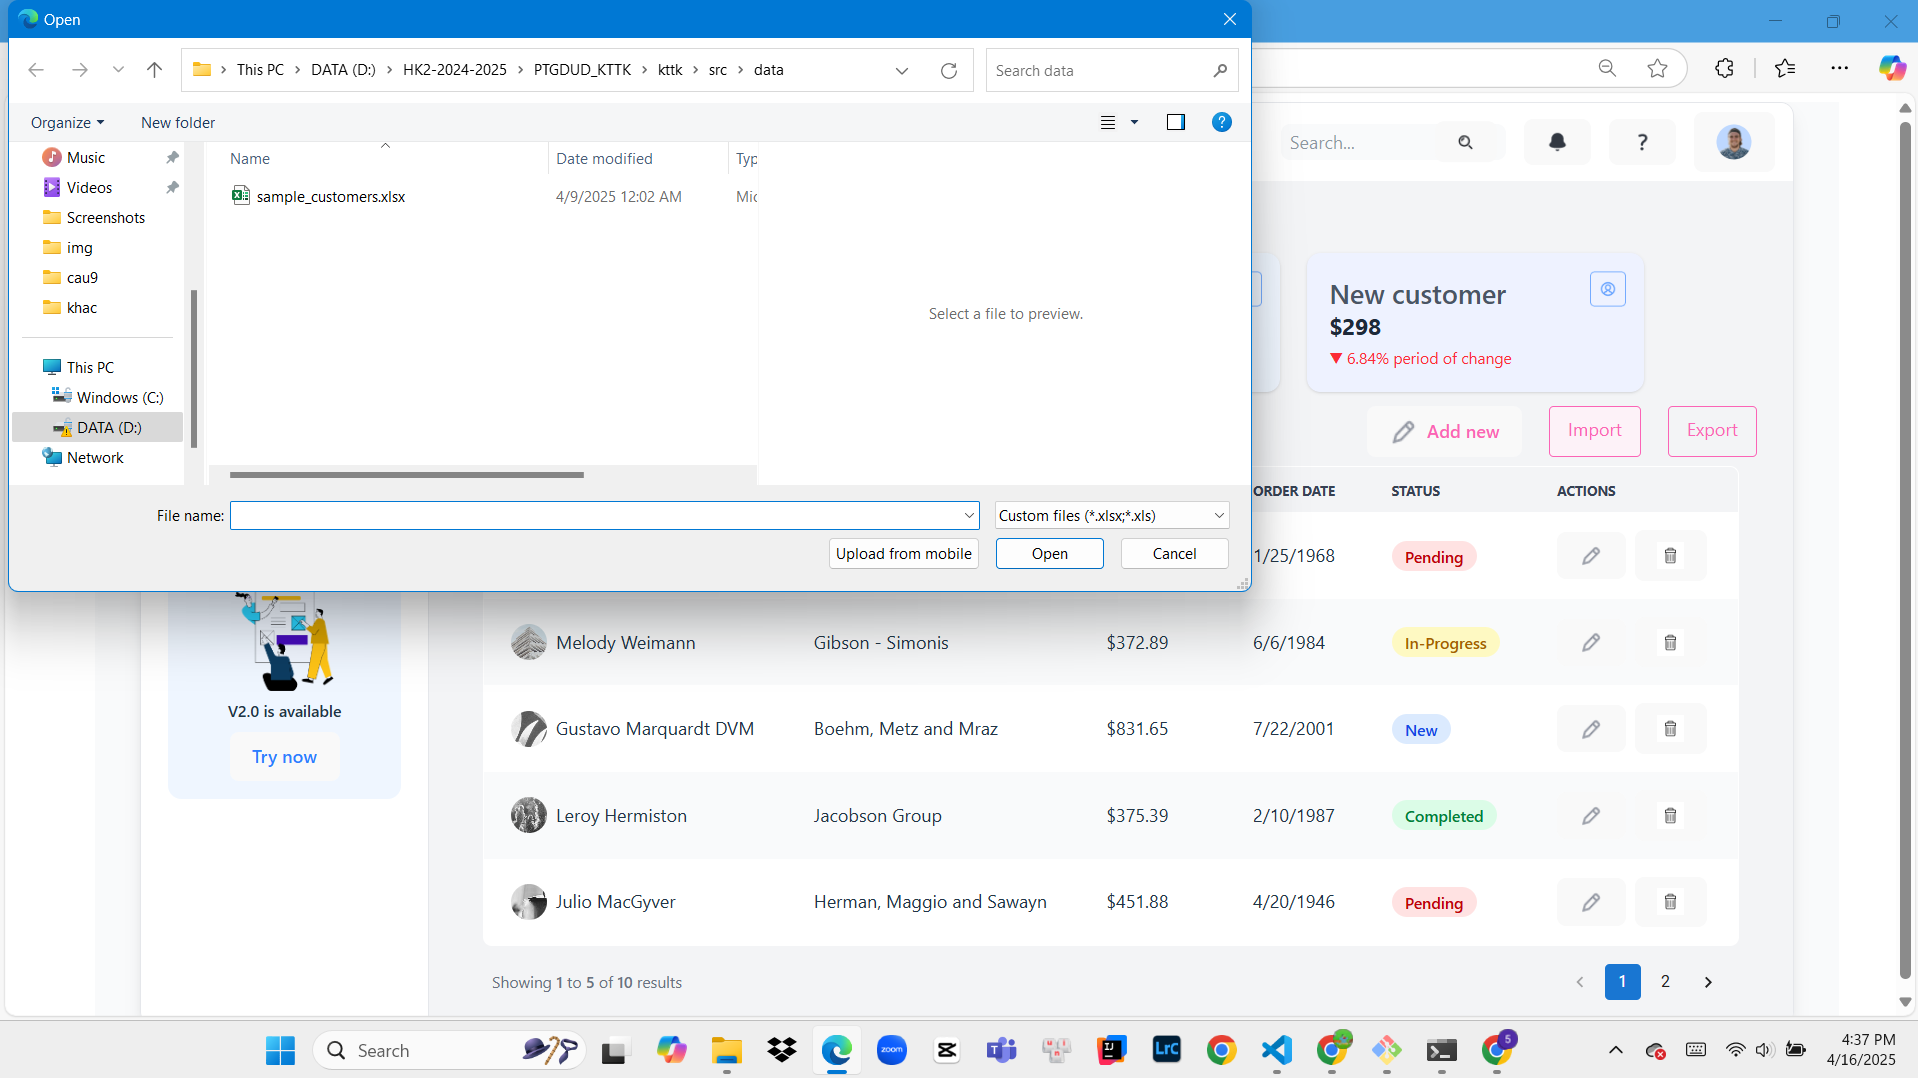 Open
This PC
DATA (D:)
HK2-2024-2025
PTGDUD_KTTK
kttk
src
data
Search data
Organize
New folder
Music
Videos
Screenshots
img
cau9
khac
This PC
Windows (C:)
DATA (D:)
Network
Name
Date modified
Typ
sample_customers.xlsx
4/9/2025 12:02 AM
Mic
Select a file to preview.
File name:
Custom files (*.xlsx;*.xls)
Upload from mobile
Open
Cancel
Search...
?
New customer
$298
▼ 6.84% period of change
Add new
Import
Export
ORDER DATE STATUS ACTIONS
1/25/1968 Pending
Melody Weimann Gibson - Simonis $372.89 6/6/1984 In-Progress
Gustavo Marquardt DVM Boehm, Metz and Mraz $831.65 7/22/2001 New
Leroy Hermiston Jacobson Group $375.39 2/10/1987 Completed
Julio MacGyver Herman, Maggio and Sawayn $451.88 4/20/1946 Pending
V2.0 is available
Try now
Showing 1 to 5 of 10 results
1 2
Search
zoom
LrC
5
4:37 PM
4/16/2025